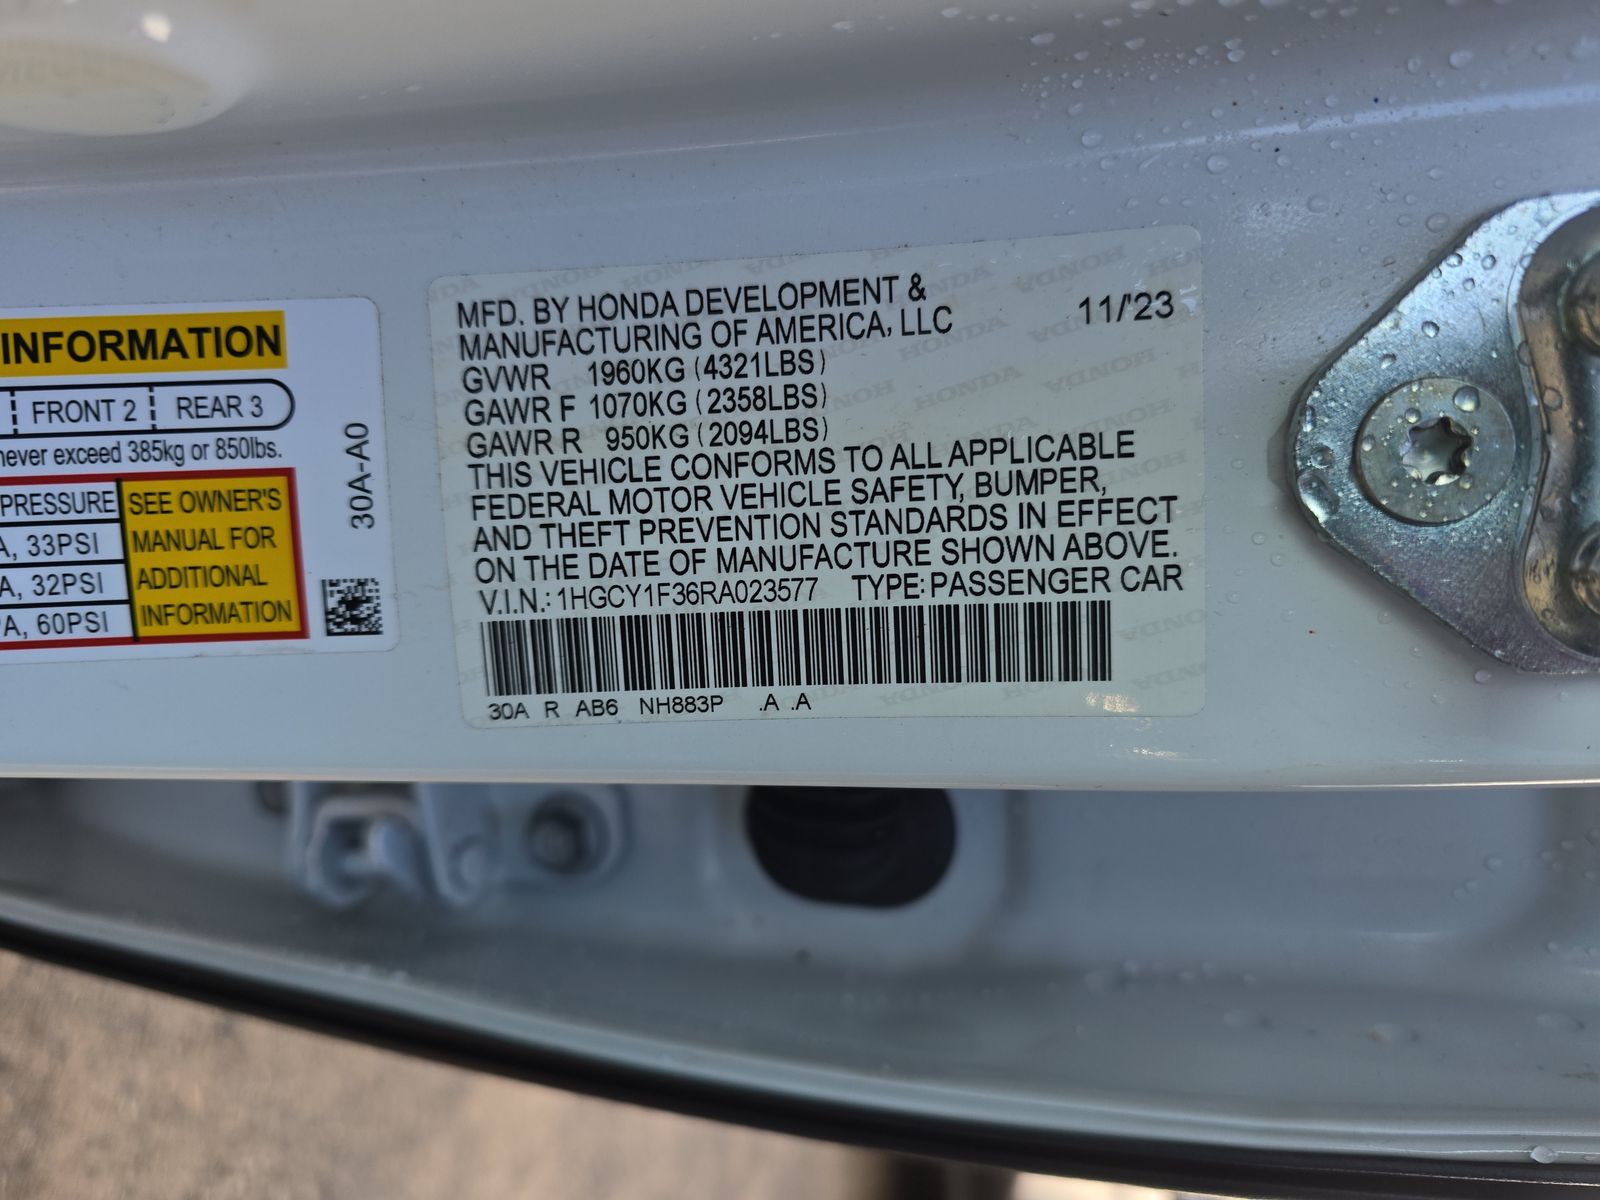 INFORMATION
FRONT 2 REAR 3
never exceed 385kg or 850lbs.
PRESSURE
A, 33PSI
A, 32PSI
PA, 60PSI
SEE OWNER'S
MANUAL FOR
ADDITIONAL
INFORMATION
30A-A0
MFD. BY HONDA DEVELOPMENT &
MANUFACTURING OF AMERICA, LLC 11/'23
GVWR 1960KG (4321LBS)
GAWR F 1070KG (2358LBS)
GAWR R 950KG (2094LBS)
THIS VEHICLE CONFORMS TO ALL APPLICABLE
FEDERAL MOTOR VEHICLE SAFETY, BUMPER,
AND THEFT PREVENTION STANDARDS IN EFFECT
ON THE DATE OF MANUFACTURE SHOWN ABOVE.
V.I.N.: 1HGCY1F36RA023577 TYPE: PASSENGER CAR
30A R AB6 NH883P .A .A